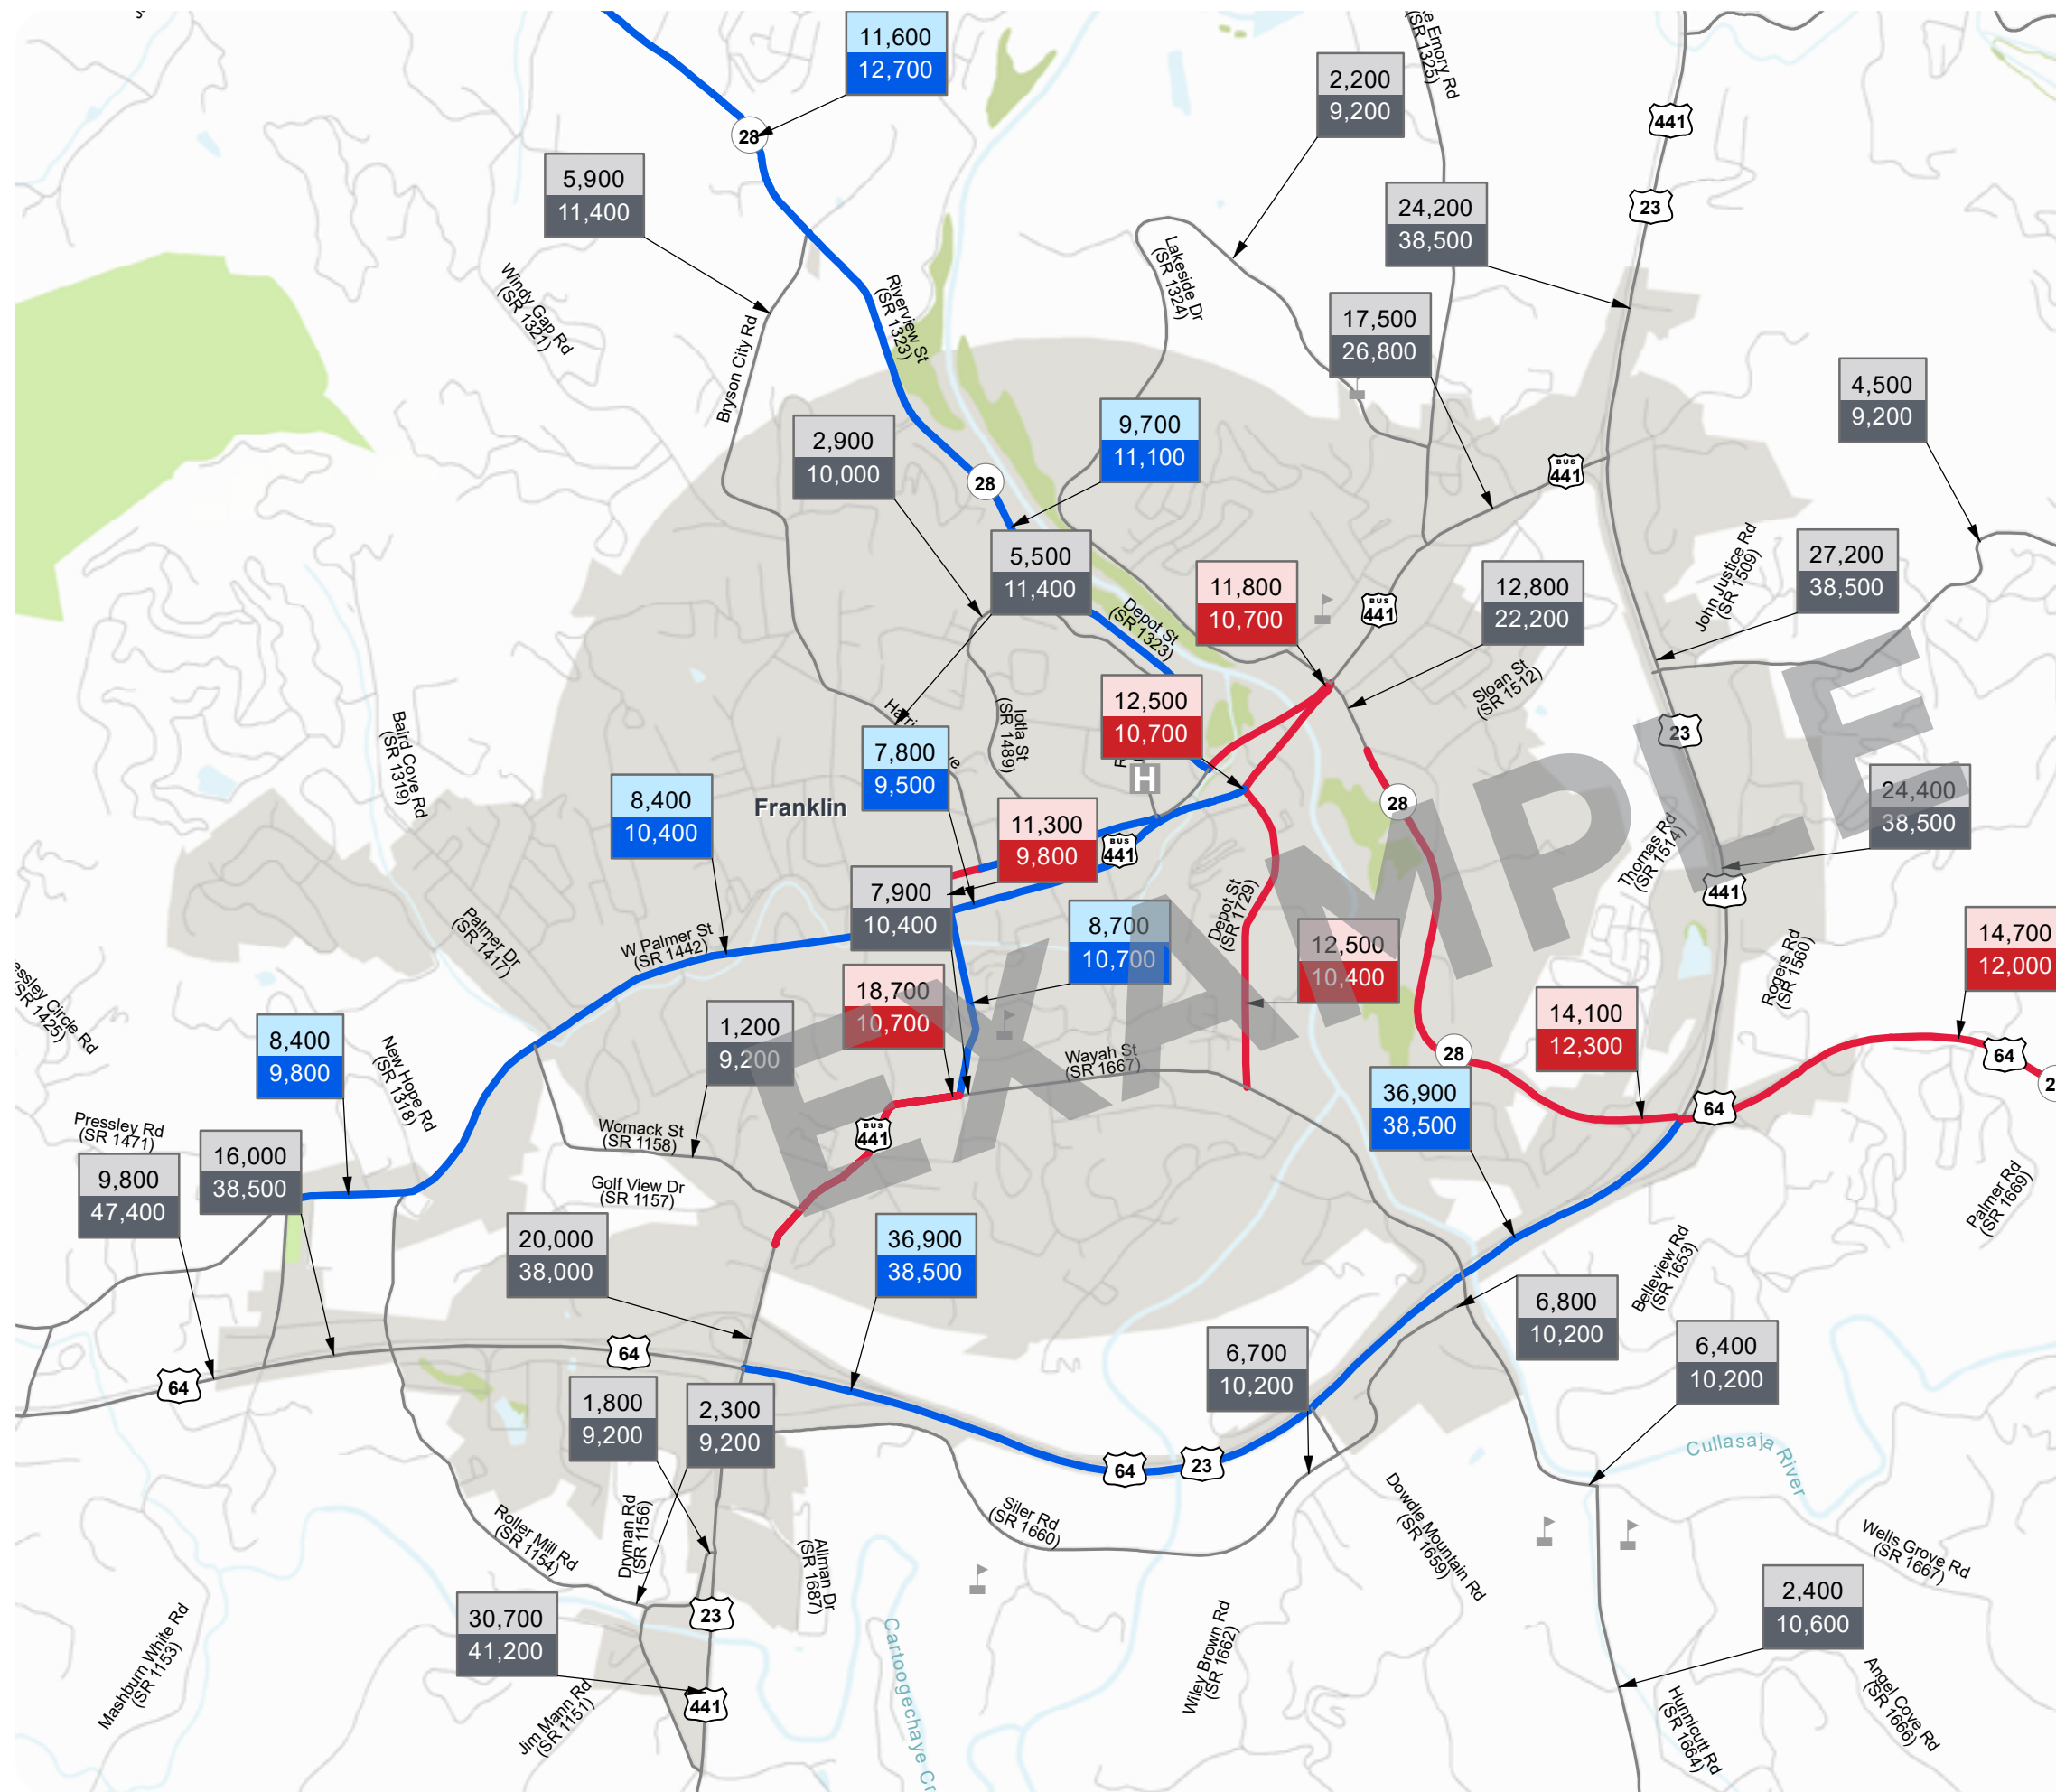 11,600
12,700
28
2,200
9,200
e Emory Rd
(SR 1325)
441
23
5,900
11,400
24,200
38,500
Windy Gap Rd
(SR 1321)
Riverview St
(SR 1323)
Lakeside Dr
(SR 1324)
17,500
26,800
Bryson City Rd
4,500
9,200
2,900
10,000
9,700
11,100
28
BUS
441
5,500
11,400
11,800
10,700
12,800
22,200
27,200
38,500
John Justice Rd
(SR 1509)
BUS
441
Depot St
(SR 1323)
Sloan St
(SR 1512)
Iotla St
(SR 1489)
12,500
10,700
23
Baird Cove Rd
(SR 1319)
7,800
9,500
H
8,400
10,400
Franklin
28
24,400
38,500
11,300
9,800
BUS
441
Thomas Rd
(SR 1514)
441
7,900
10,400
8,700
10,700
Depot St
(SR 1729)
12,500
10,400
Palmer Dr
(SR 1417)
W Palmer St
(SR 1442)
14,700
12,000
Rogers Rd
(SR 1560)
18,700
10,700
essley Circle Rd
(SR 1425)
8,400
9,800
New Hope Rd
(SR 1318)
1,200
9,200
Wayah St
(SR 1667)
28
14,100
12,300
64
2
36,900
38,500
64
EXAMPLE
Pressley Rd
(SR 1471)
9,800
47,400
16,000
38,500
Womack St
(SR 1158)
BUS
441
Golf View Dr
(SR 1157)
Palmer Rd
(SR 1669)
20,000
38,000
36,900
38,500
Belleview Rd
(SR 1653)
6,800
10,200
64
64
6,700
10,200
6,400
10,200
1,800
9,200
2,300
9,200
64
23
Cullasaja River
Roller Mill Rd
(SR 1154)
Dryman Rd
(SR 1156)
Allman Dr
(SR 1687)
Siler Rd
(SR 1660)
Dowdle Mountain Rd
(SR 1659)
Wells Grove Rd
(SR 1667)
2,400
10,600
30,700
41,200
23
441
Mashburn White Rd
(SR 1153)
Jim Mann Rd
(SR 1151)
Cartoogechaye Cr
Wiley Brown Rd
(SR 1662)
Hunnicutt Rd
(SR 1664)
Angel Cove Rd
(SR 1666)